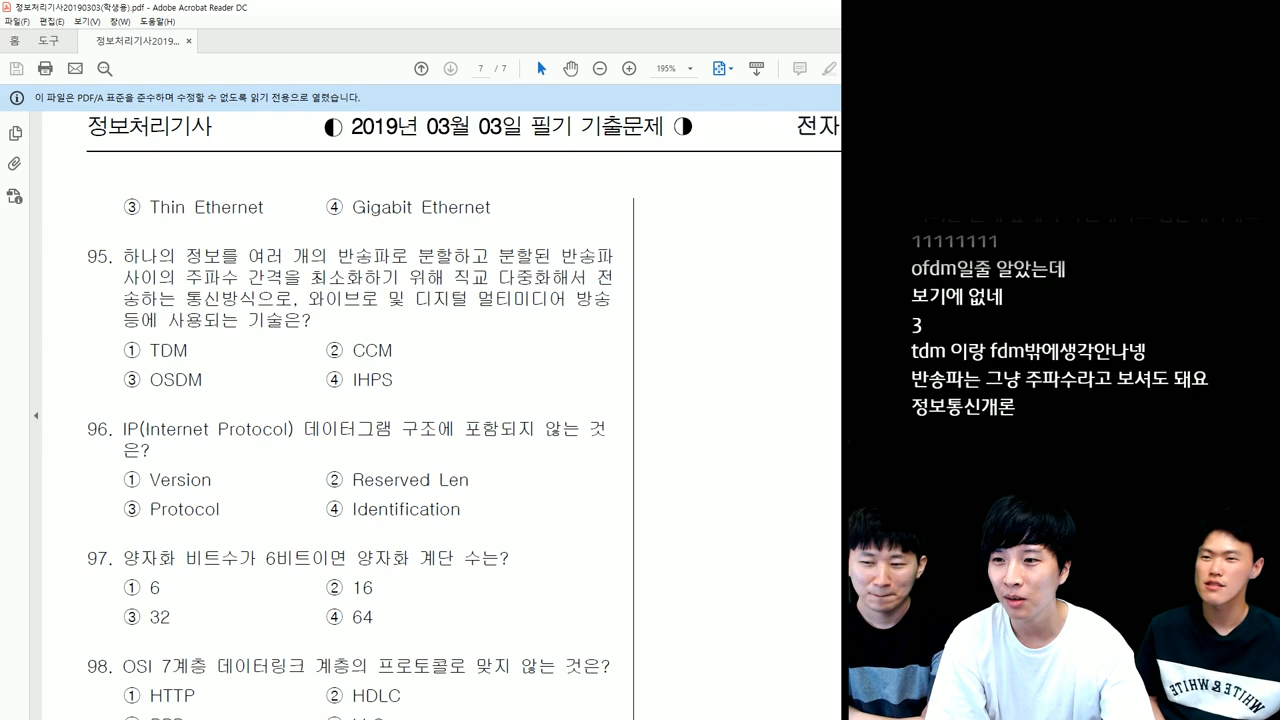 정보처리기사20190303(학생용).pdf - Adobe Acrobat Reader DC
파일(F) 편집(E) 보기(V) 창(W) 도움말(H)
홈 도구 정보처리기사2019... ×
7 / 7 195%
이 파일은 PDF/A 표준을 준수하며 수정할 수 없도록 읽기 전용으로 열렸습니다.
정보처리기사 ◐ 2019년 03월 03일 필기 기출문제 ◑ 전자
③ Thin Ethernet ④ Gigabit Ethernet
95. 하나의 정보를 여러 개의 반송파로 분할하고 분할된 반송파
사이의 주파수 간격을 최소화하기 위해 직교 다중화해서 전
송하는 통신방식으로, 와이브로 및 디지털 멀티미디어 방송
등에 사용되는 기술은?
① TDM ② CCM
③ OSDM ④ IHPS
96. IP(Internet Protocol) 데이터그램 구조에 포함되지 않는 것
은?
① Version ② Reserved Len
③ Protocol ④ Identification
97. 양자화 비트수가 6비트이면 양자화 계단 수는?
① 6 ② 16
③ 32 ④ 64
98. OSI 7계층 데이터링크 계층의 프로토콜로 맞지 않는 것은?
① HTTP ② HDLC
11111111
ofdm일줄 알았는데
보기에 없네
3
tdm 이랑 fdm밖에생각안나넹
반송파는 그냥 주파수라고 보셔도 돼요
정보통신개론
WHITE & WHITE